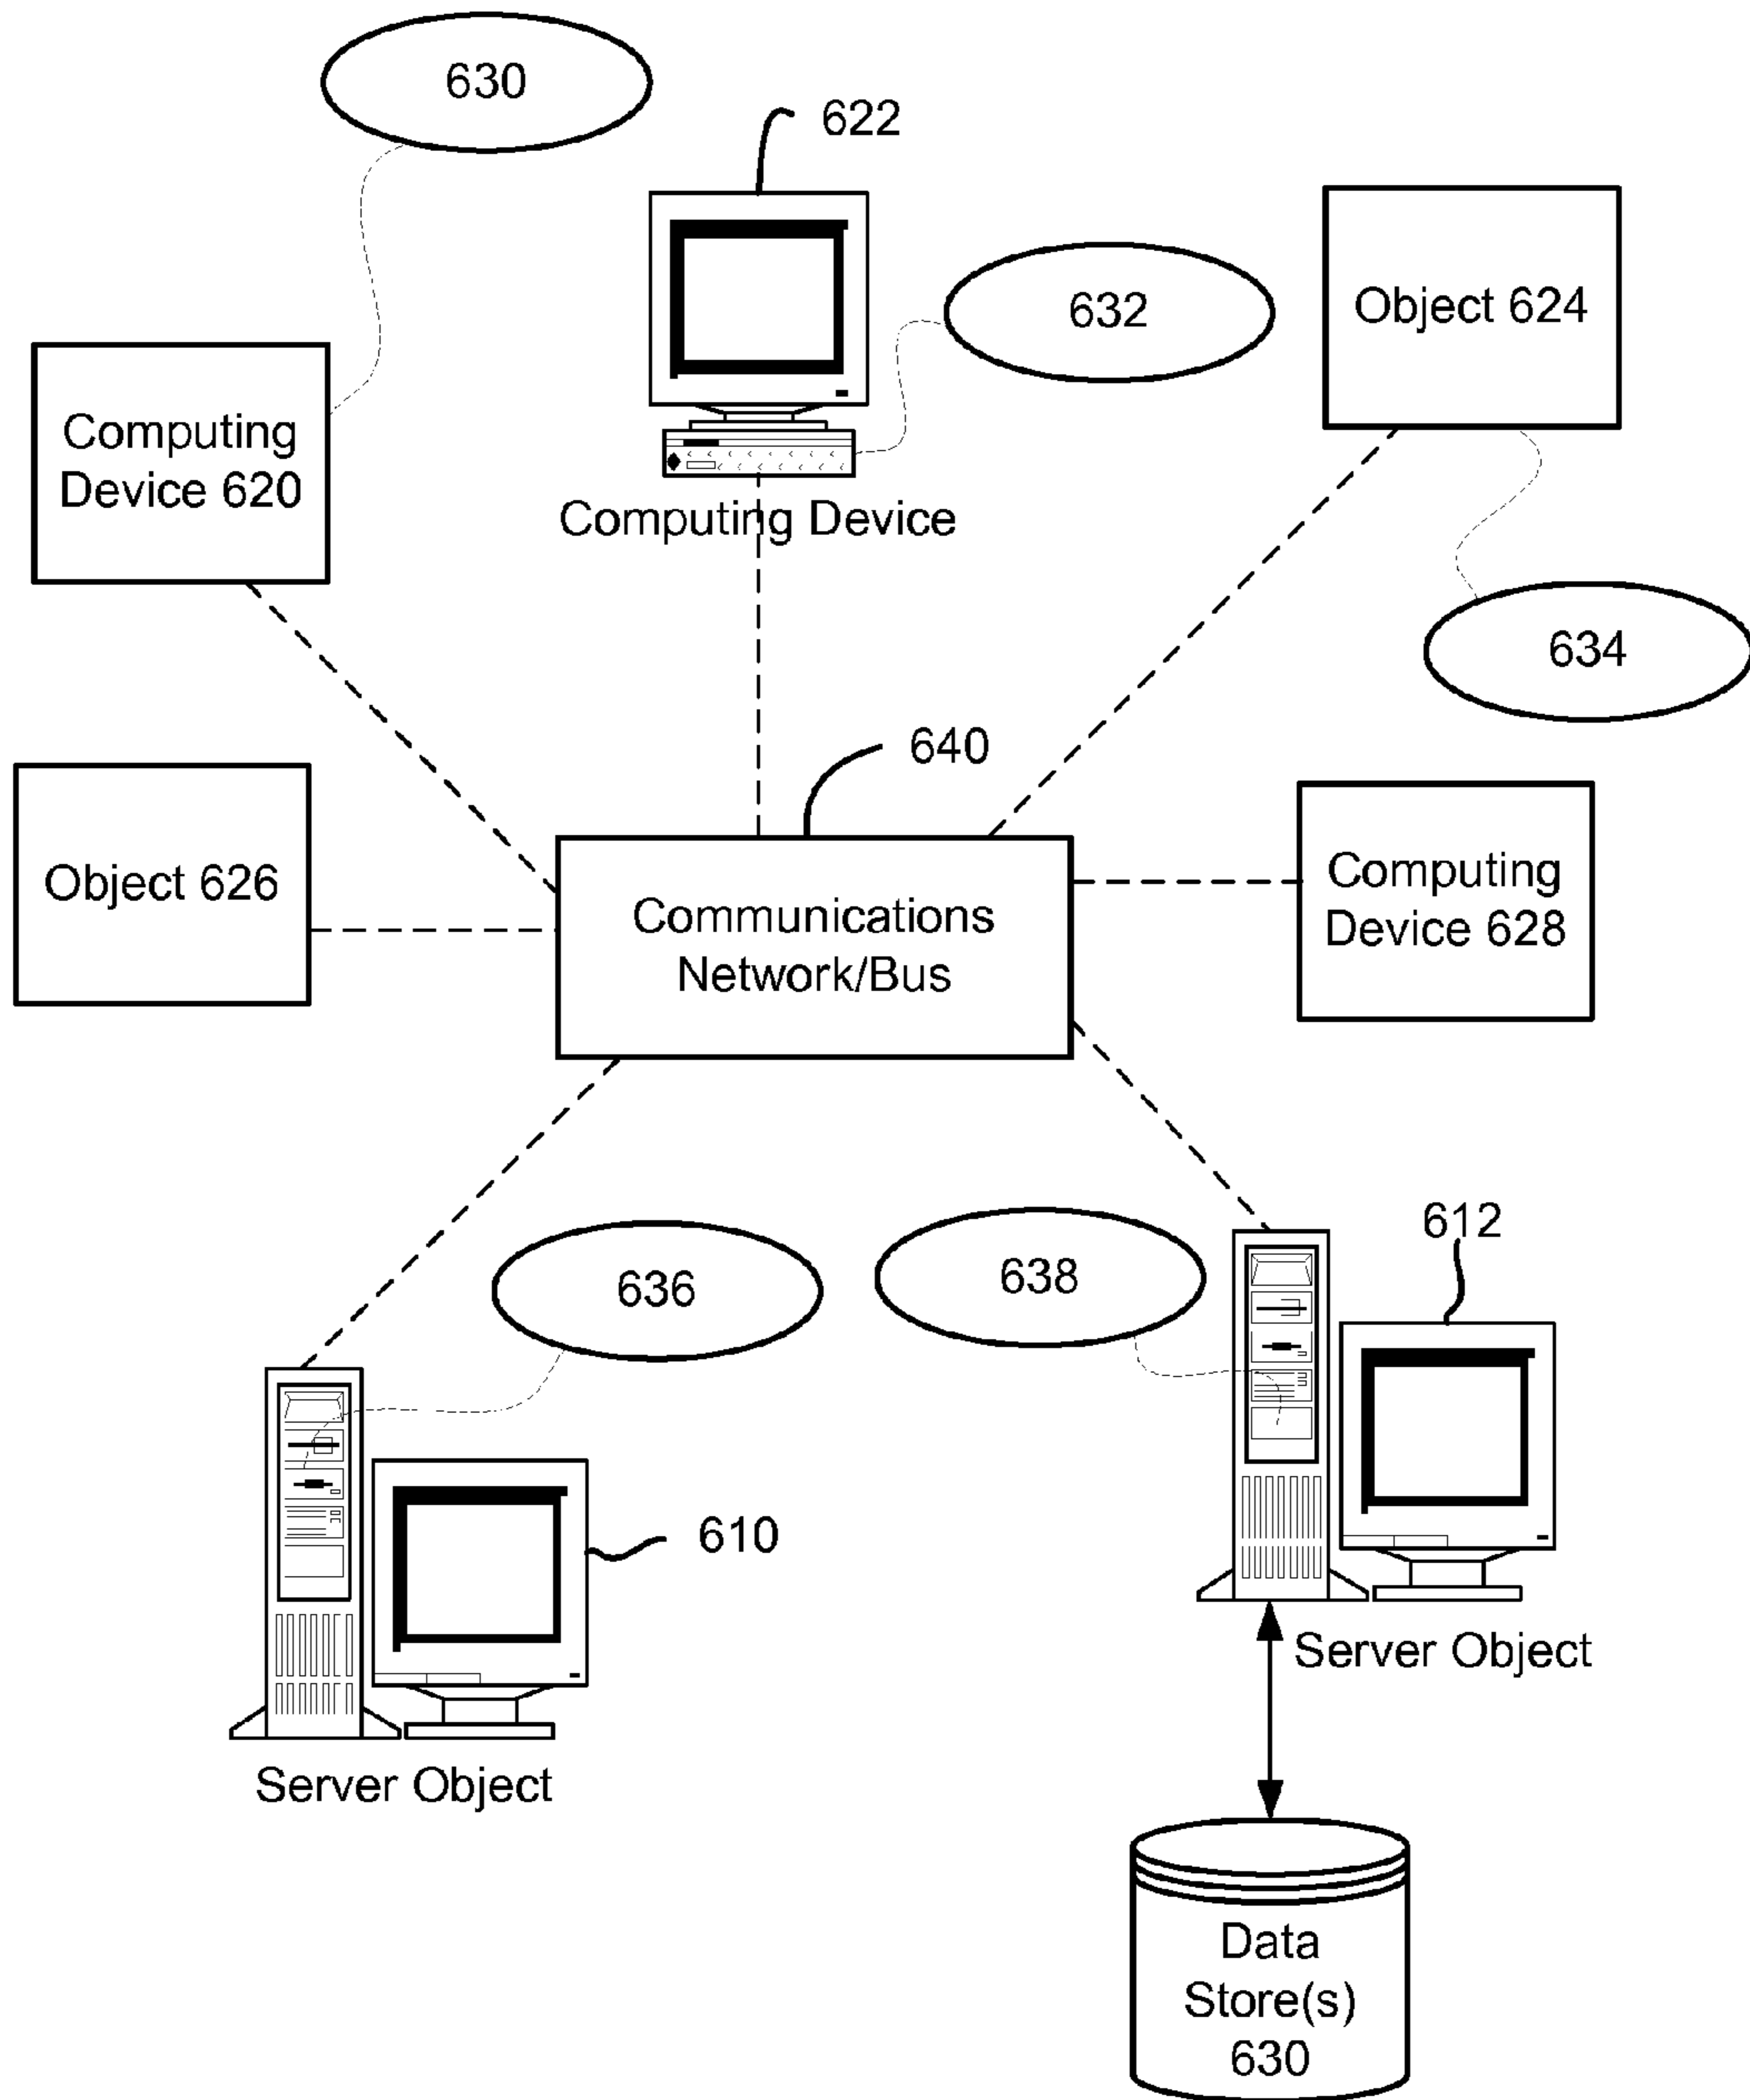 630
622
632
Object 624
Computing
Device 620
Computing Device
634
640
Object 626
Communications
Network/Bus
Computing
Device 628
612
636
638
610
Server Object
Server Object
Data
Store(s)
630